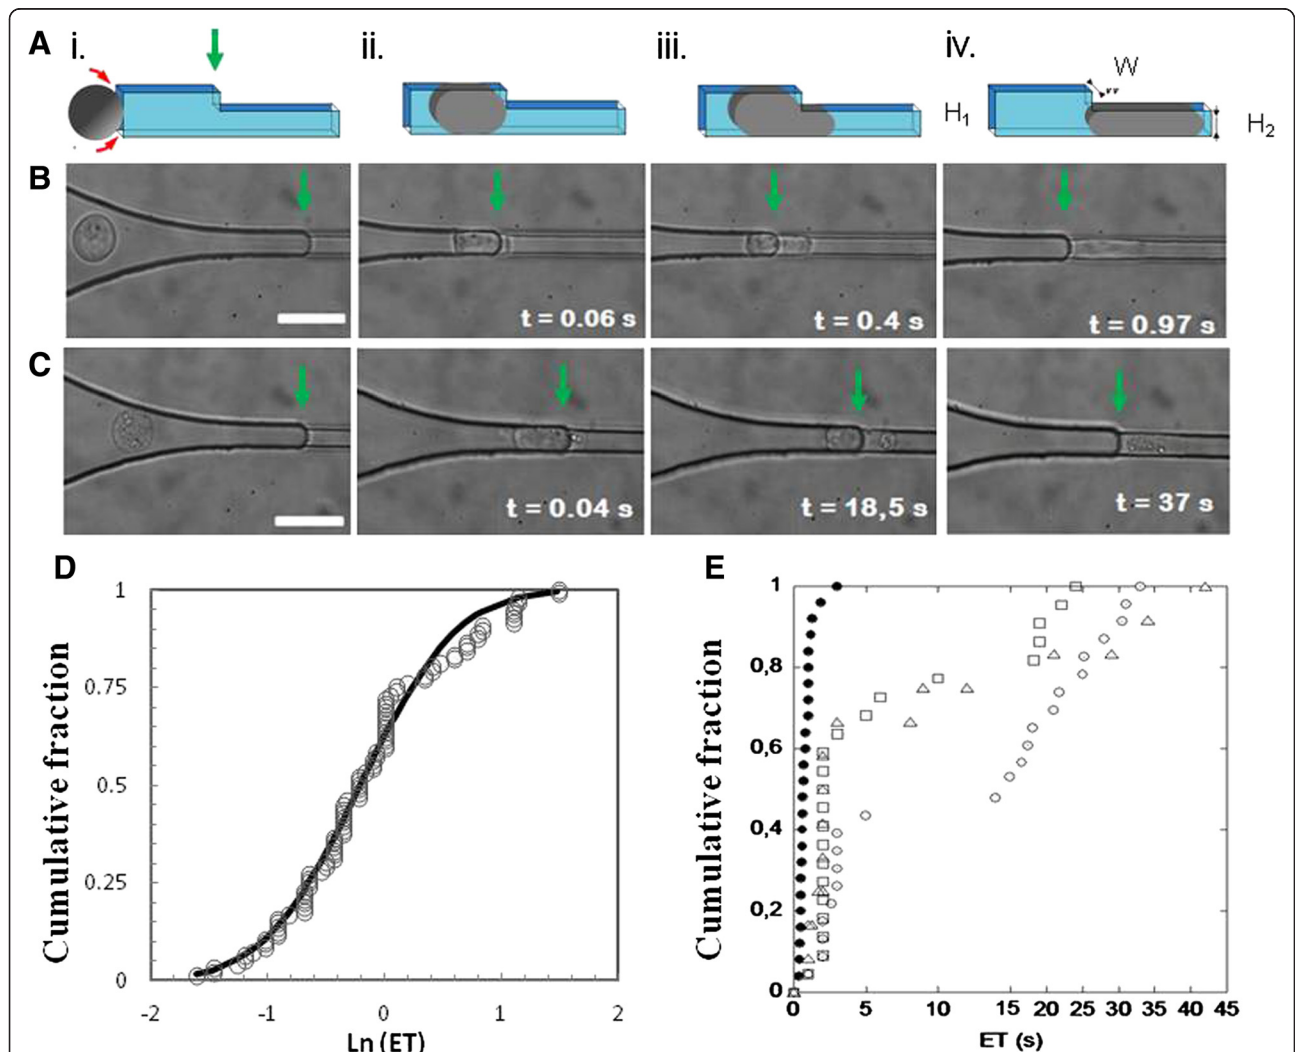 A
i.
ii.
iii.
iv.
W
H1
H2
B
t = 0.06 s
t = 0.4 s
t = 0.97 s
C
t = 0.04 s
t = 18,5 s
t = 37 s
D
Cumulative fraction
1
0.75
0.5
0.25
0
-2
-1
0
1
2
Ln (ET)
E
Cumulative fraction
1
0,8
0,6
0,4
0,2
0
0
5
10
15
20
25
30
35
40
45
ET (s)